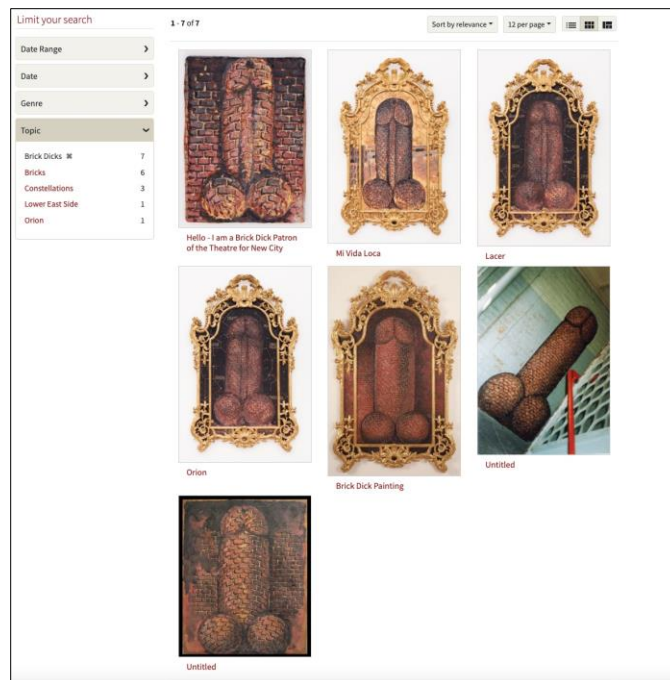 Limit your search
1 - 7 of 7
Sort by relevance
12 per page
Date Range
Date
Genre
Topic
Brick Dicks ⌘ 7
Bricks 6
Constellations 3
Lower East Side 1
Orion 1
Hello - I am a Brick Dick Patron
of the Theatre for New City
Mi Vida Loca
Lacer
Orion
Brick Dick Painting
Untitled
Untitled